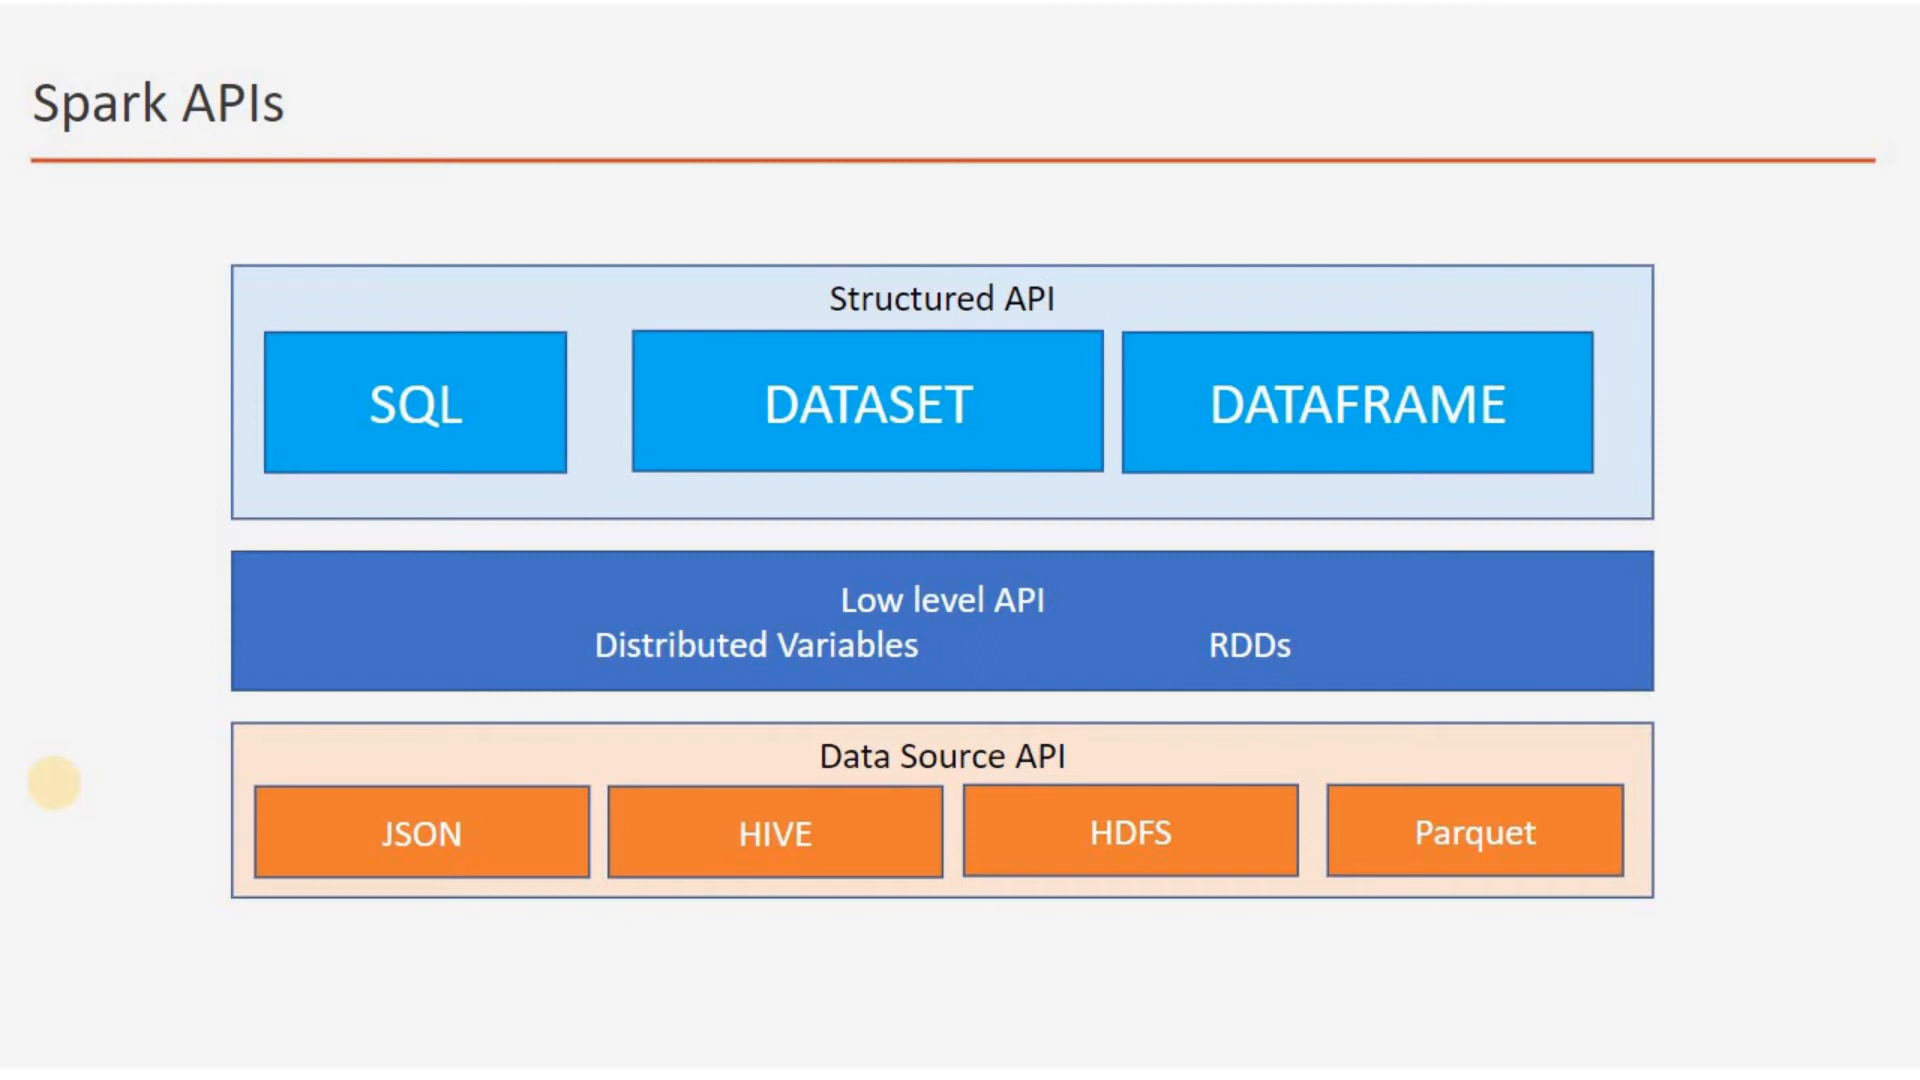 Spark APIs
Structured API
SQL DATASET DATAFRAME
Low level API
Distributed Variables RDDs
Data Source API
JSON HIVE HDFS Parquet